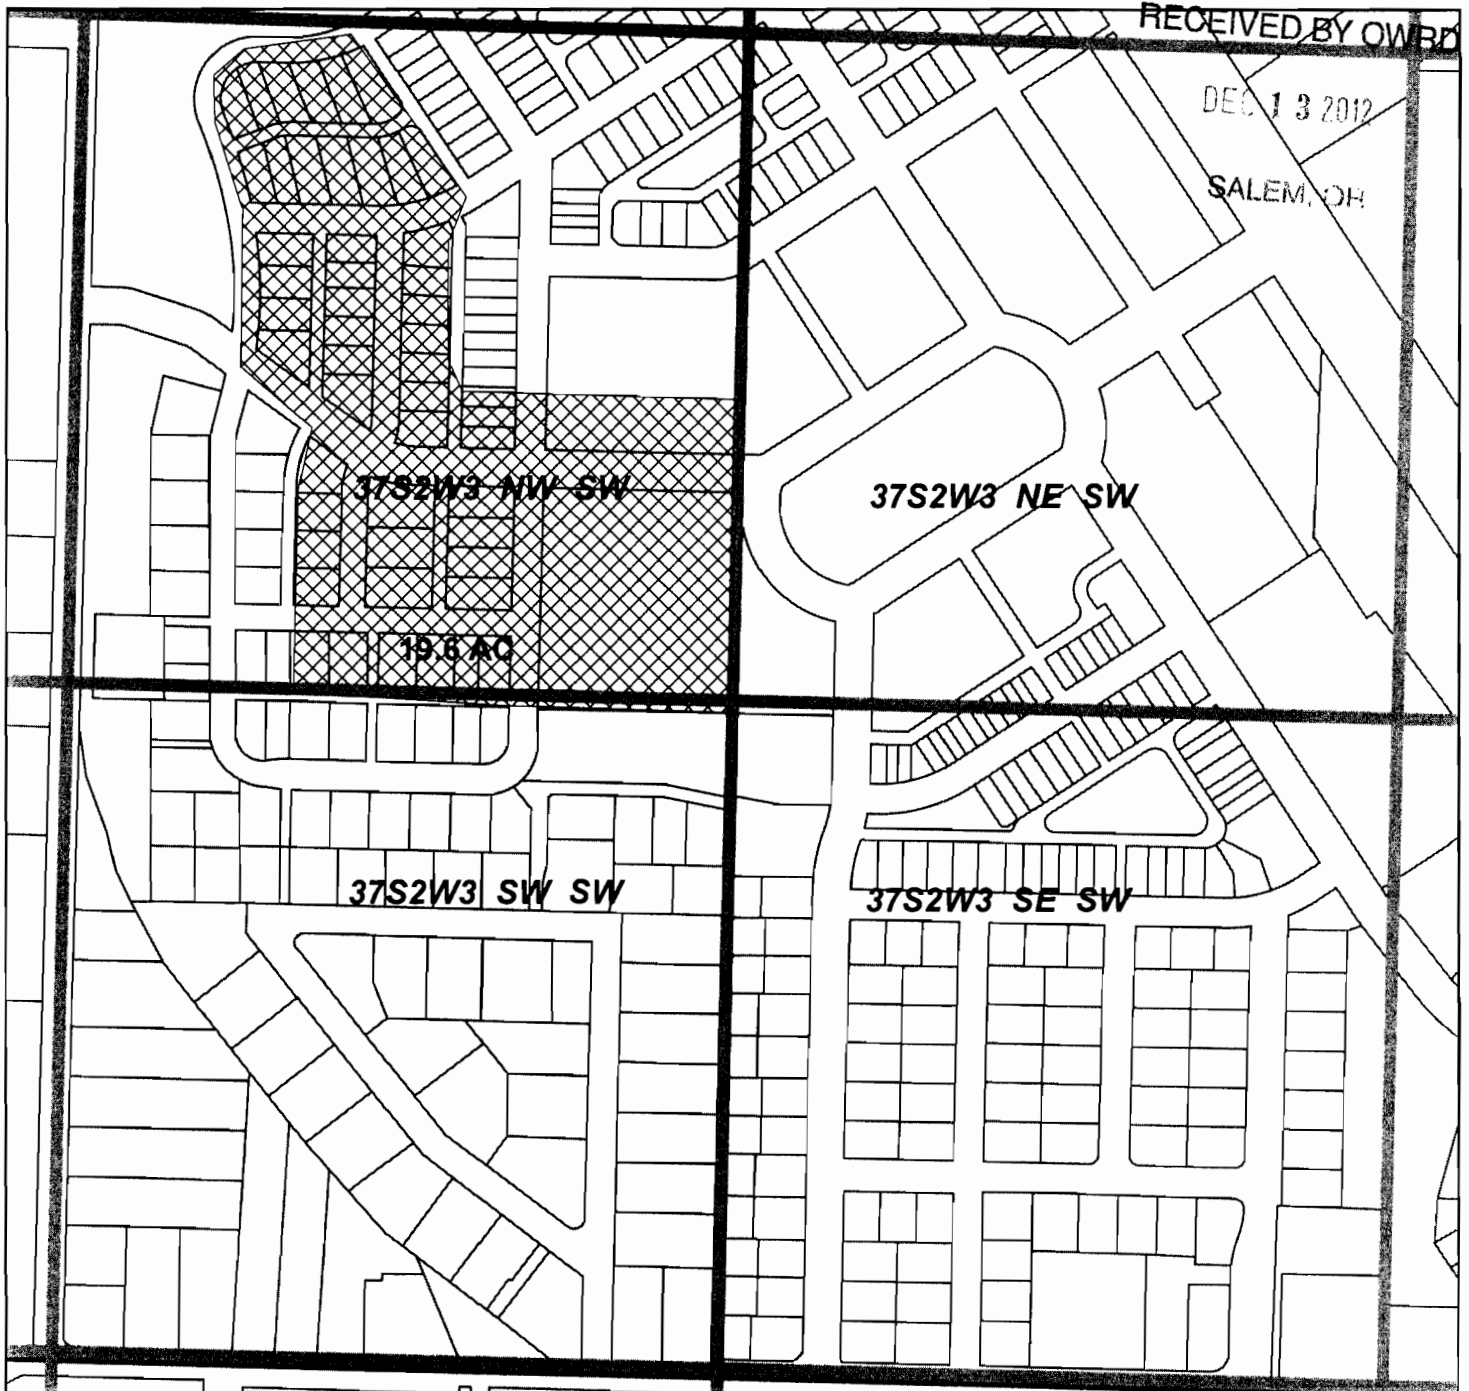 RECEIVED BY OWRD
DEC 13 2012
SALEM, OR
37S2W3 NW SW
37S2W3 NE SW
19.6 AC
37S2W3 SW SW
37S2W3 SE SW